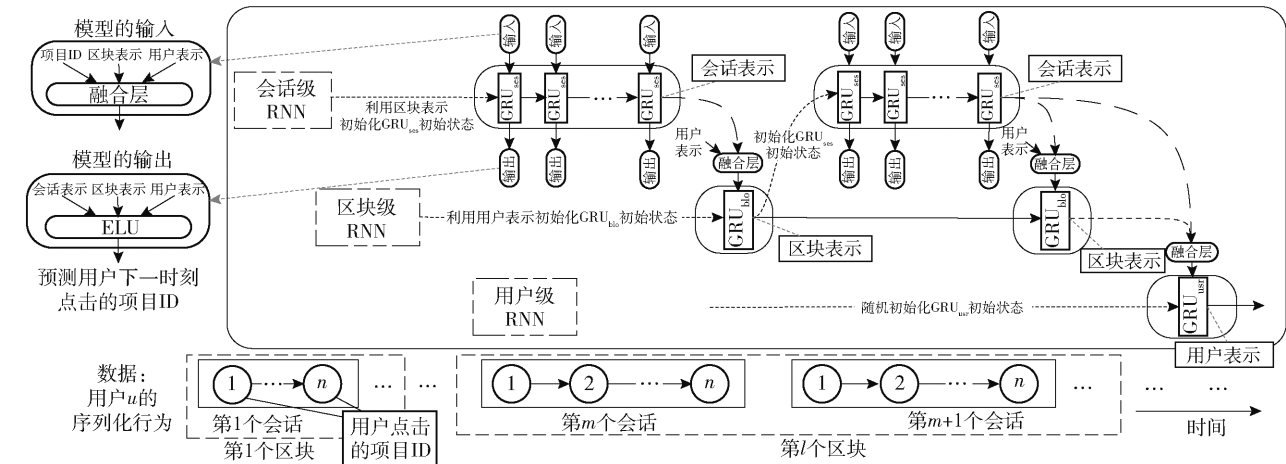 模型的输入
项目ID 区块表示 用户表示
融合层
模型的输出
会话表示 区块表示 用户表示
ELU
预测用户下一时刻
点击的项目ID
输入 输入 输入 输入 输入 输入
会话级
RNN
利用区块表示
初始化GRUses初始状态
GRUses GRUses … GRUses
会话表示
GRUses GRUses … GRUses
会话表示
输出 输出 输出 输出 输出 输出
用户
表示
融合层
初始化GRUses
初始状态
用户
表示
融合层
区块级
RNN
利用用户表示初始化GRUblo初始状态
GRUblo
区块表示
GRUblo
区块表示
融合层
用户级
RNN
随机初始化GRUusr初始状态
GRUusr
用户表示
数据:
用户u的
序列化行为
1 … n … …
第1个会话
第1个区块
用户点击
的项目ID
1 2 … n
第m个会话
1 2 … n …
第m+1个会话
第l个区块
… …
时间